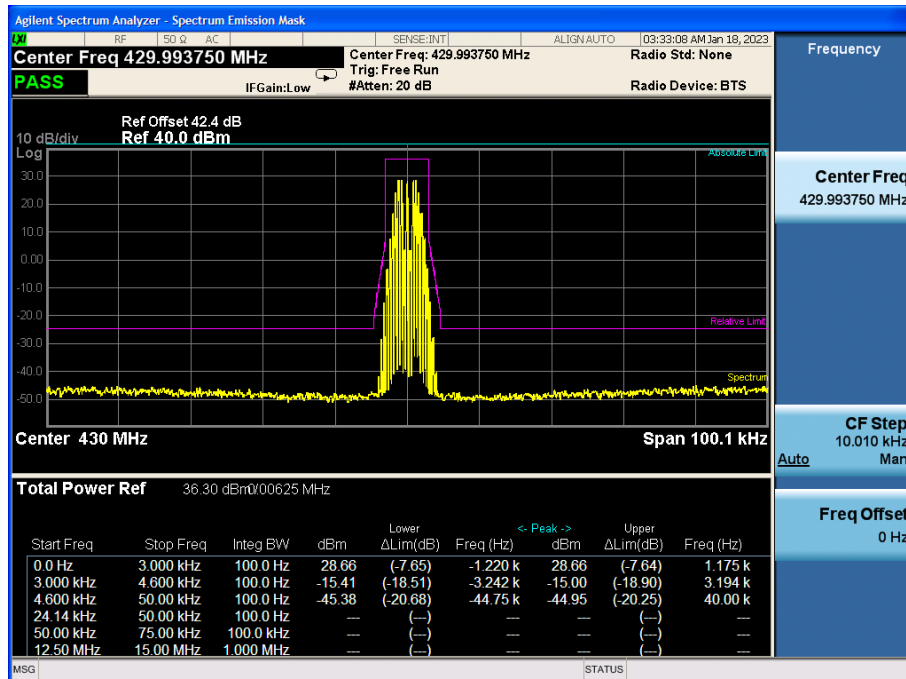 Agilent Spectrum Analyzer - Spectrum Emission Mask
LXI RF 50 Ω AC SENSE:INT ALIGN AUTO 03:33:08 AM Jan 18, 2023
Center Freq 429.993750 MHz
Center Freq: 429.993750 MHz
Radio Std: None
Trig: Free Run
PASS
IFGain:Low
#Atten: 20 dB
Radio Device: BTS
Ref Offset 42.4 dB
10 dB/div Ref 40.0 dBm
Log
Absolute Limit
30.0
20.0
10.0
0.00
-10.0
-20.0
Relative Limit
-30.0
-40.0
Spectrum
-50.0
Center 430 MHz Span 100.1 kHz
Total Power Ref 36.30 dBm/0.00625 MHz
Lower <- Peak -> Upper
Start Freq Stop Freq Integ BW dBm ΔLim(dB) Freq (Hz) dBm ΔLim(dB) Freq (Hz)
0.0 Hz 3.000 kHz 100.0 Hz 28.66 (-7.65) -1.220 k 28.66 (-7.64) 1.175 k
3.000 kHz 4.600 kHz 100.0 Hz -15.41 (-18.51) -3.242 k -15.00 (-18.90) 3.194 k
4.600 kHz 50.00 kHz 100.0 Hz -45.38 (-20.68) -44.75 k -44.95 (-20.25) 40.00 k
24.14 kHz 50.00 kHz 100.0 Hz --- (---) --- --- (---) ---
50.00 kHz 75.00 kHz 100.0 kHz --- (---) --- --- (---) ---
12.50 MHz 15.00 MHz 1.000 MHz --- (---) --- --- (---) ---
MSG STATUS
Frequency
Center Freq
429.993750 MHz
CF Step
10.010 kHz
Auto Man
Freq Offset
0 Hz